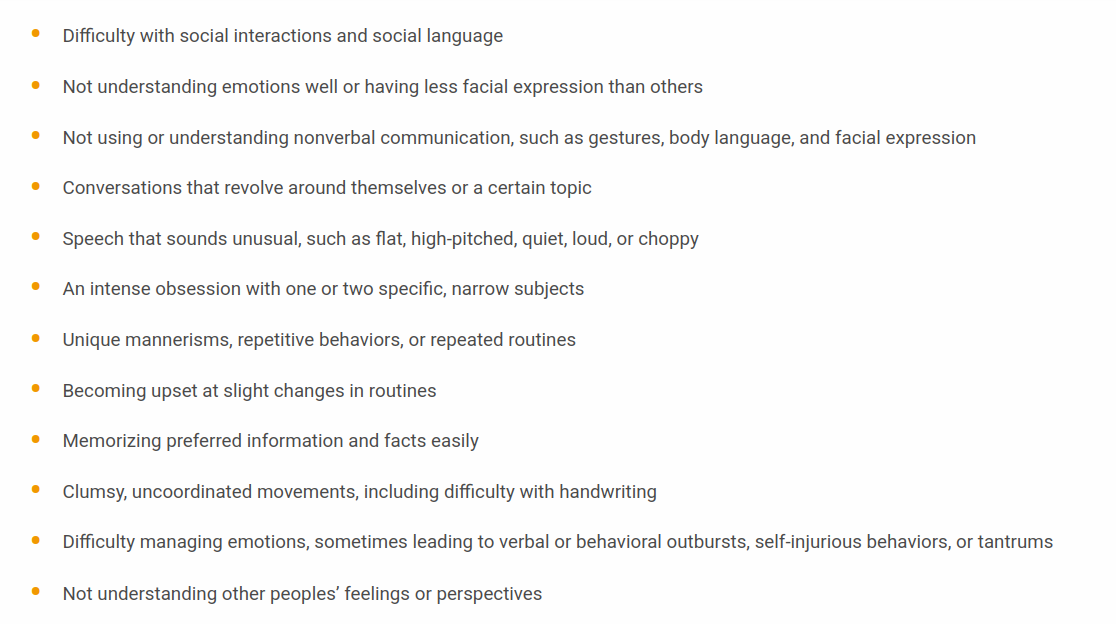 Difficulty with social interactions and social language
Not understanding emotions well or having less facial expression than others
Not using or understanding nonverbal communication, such as gestures, body language, and facial expression
Conversations that revolve around themselves or a certain topic
Speech that sounds unusual, such as flat, high-pitched, quiet, loud, or choppy
An intense obsession with one or two specific, narrow subjects
Unique mannerisms, repetitive behaviors, or repeated routines
Becoming upset at slight changes in routines
Memorizing preferred information and facts easily
Clumsy, uncoordinated movements, including difficulty with handwriting
Difficulty managing emotions, sometimes leading to verbal or behavioral outbursts, self-injurious behaviors, or tantrums
Not understanding other peoples’ feelings or perspectives